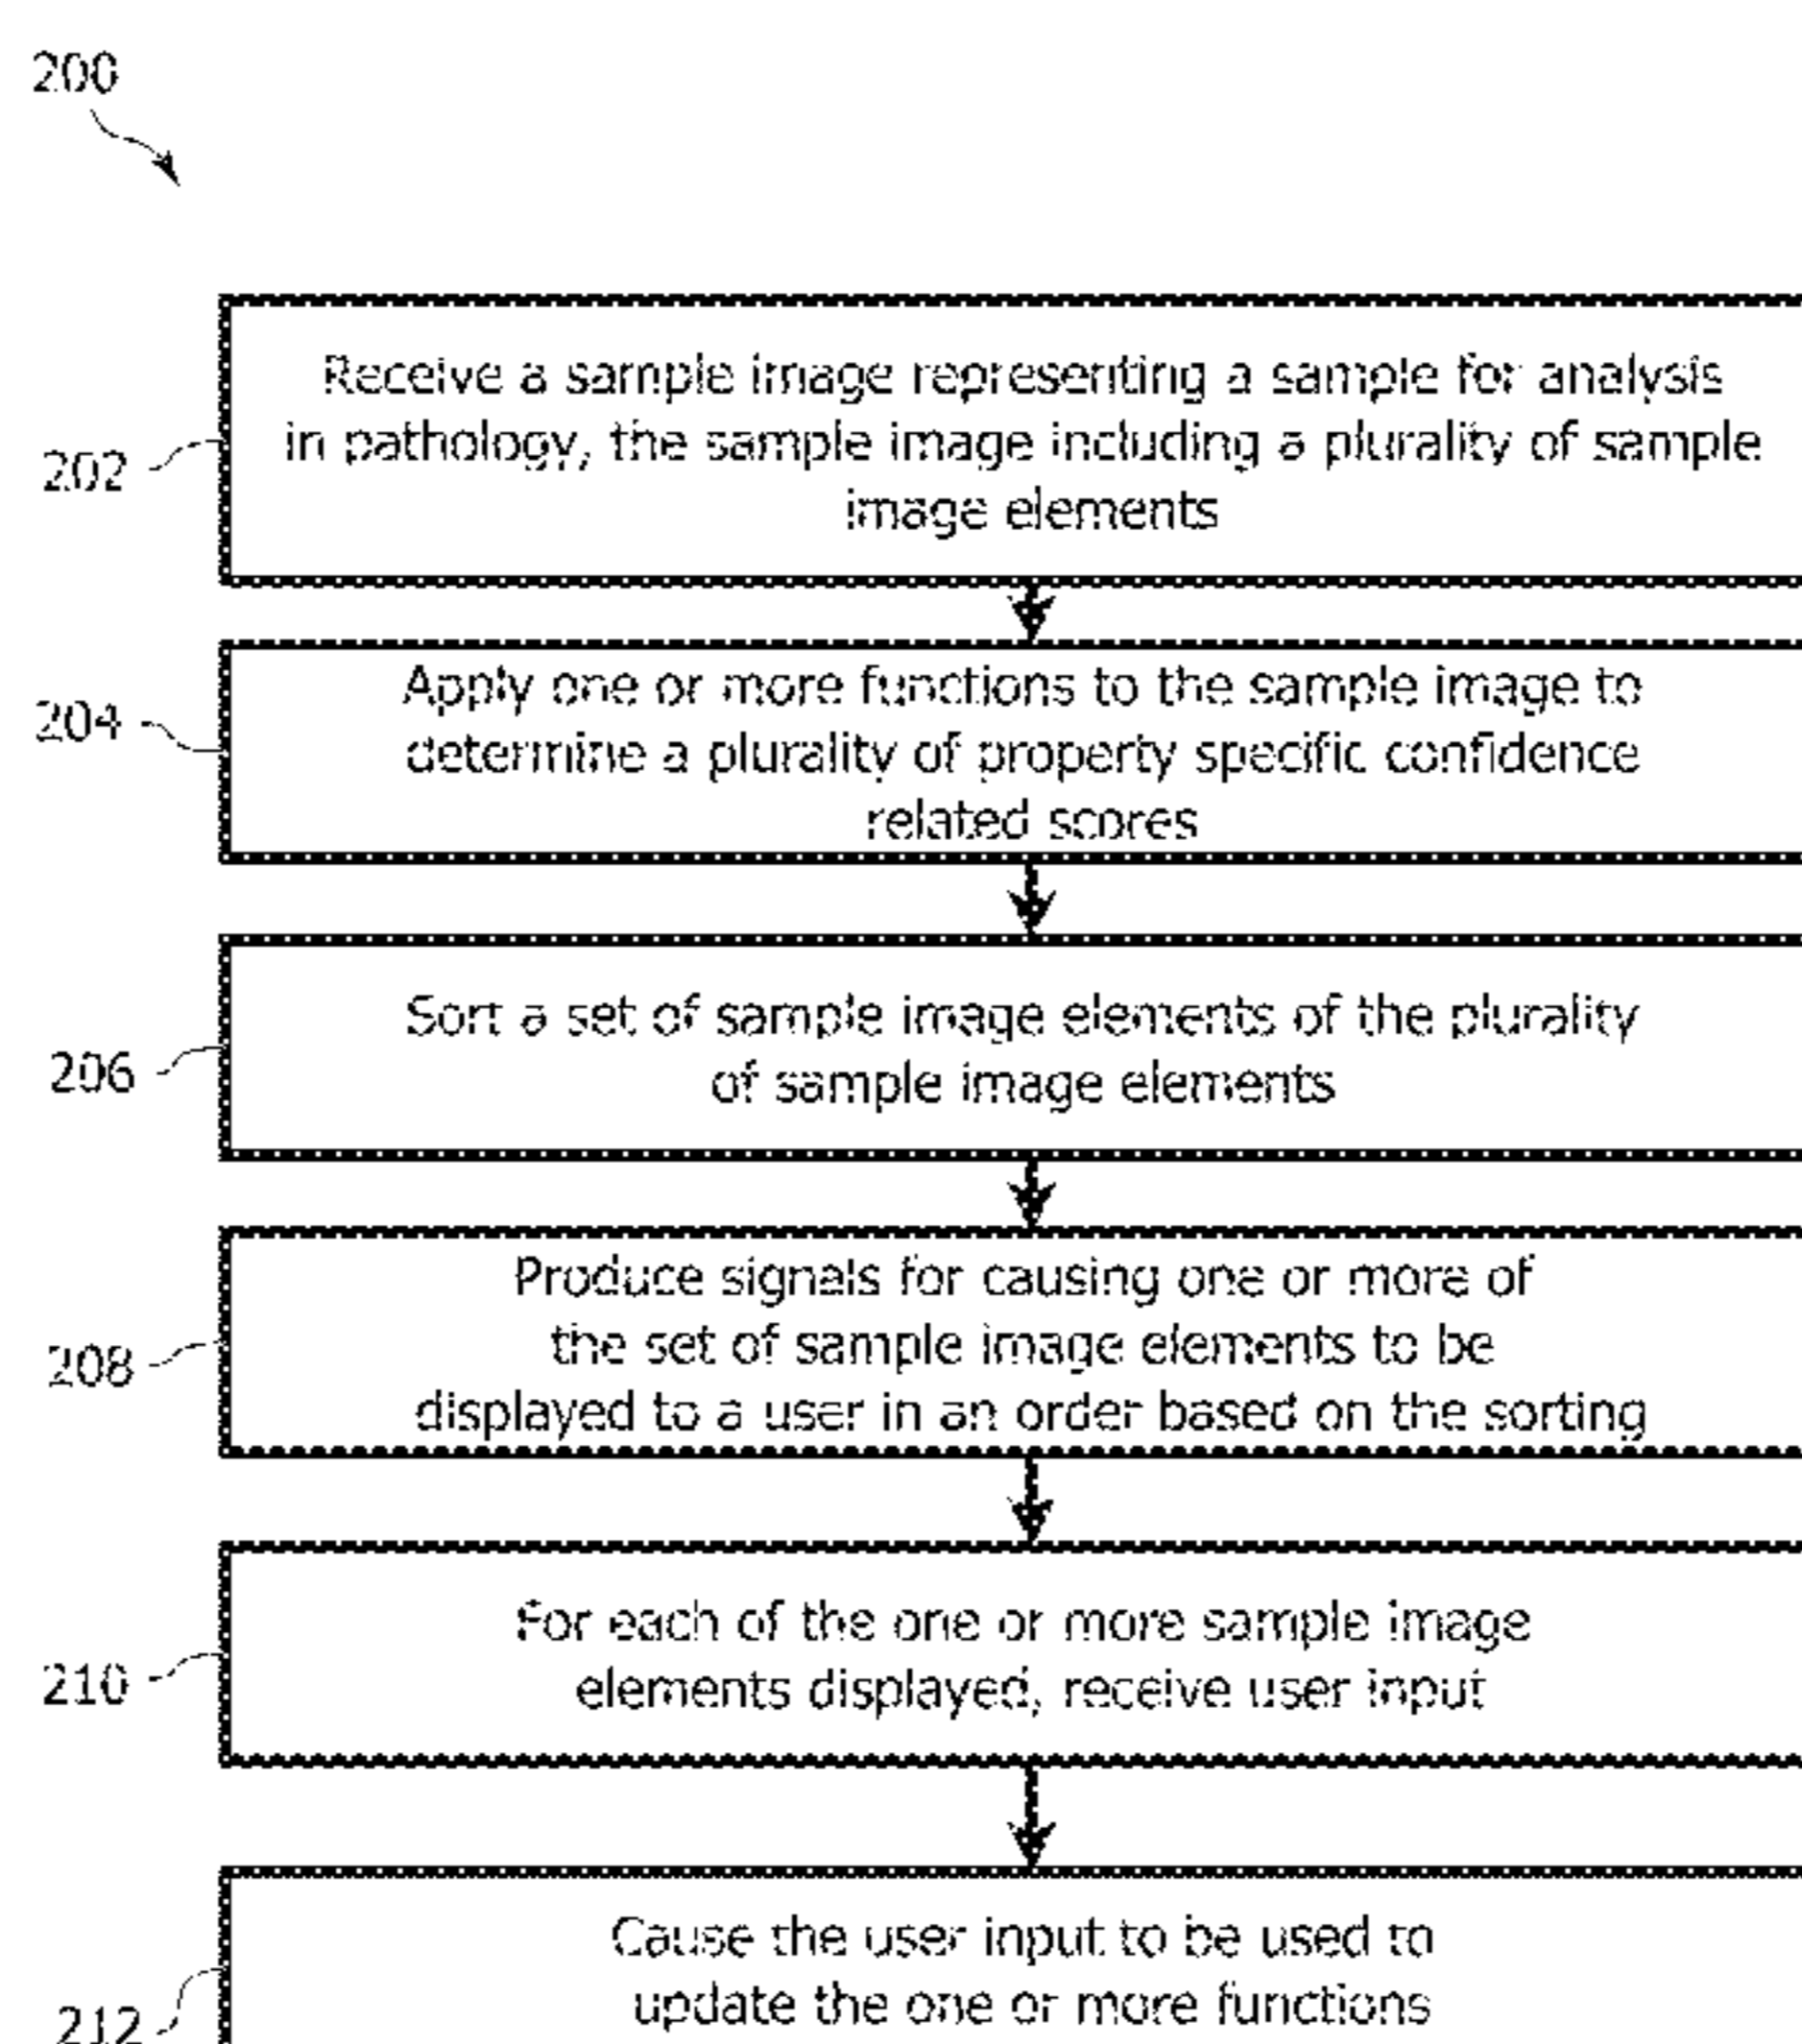 200
Receive a sample image representing a sample for analysis
in pathology, the sample image including a plurality of sample
image elements
202
Apply one or more functions to the sample image to
determine a plurality of property specific confidence
related scores
204
Sort a set of sample image elements of the plurality
of sample image elements
206
Produce signals for causing one or more of
the set of sample image elements to be
displayed to a user in an order based on the sorting
208
For each of the one or more sample image
elements displayed, receive user input
210
Cause the user input to be used to
update the one or more functions
212